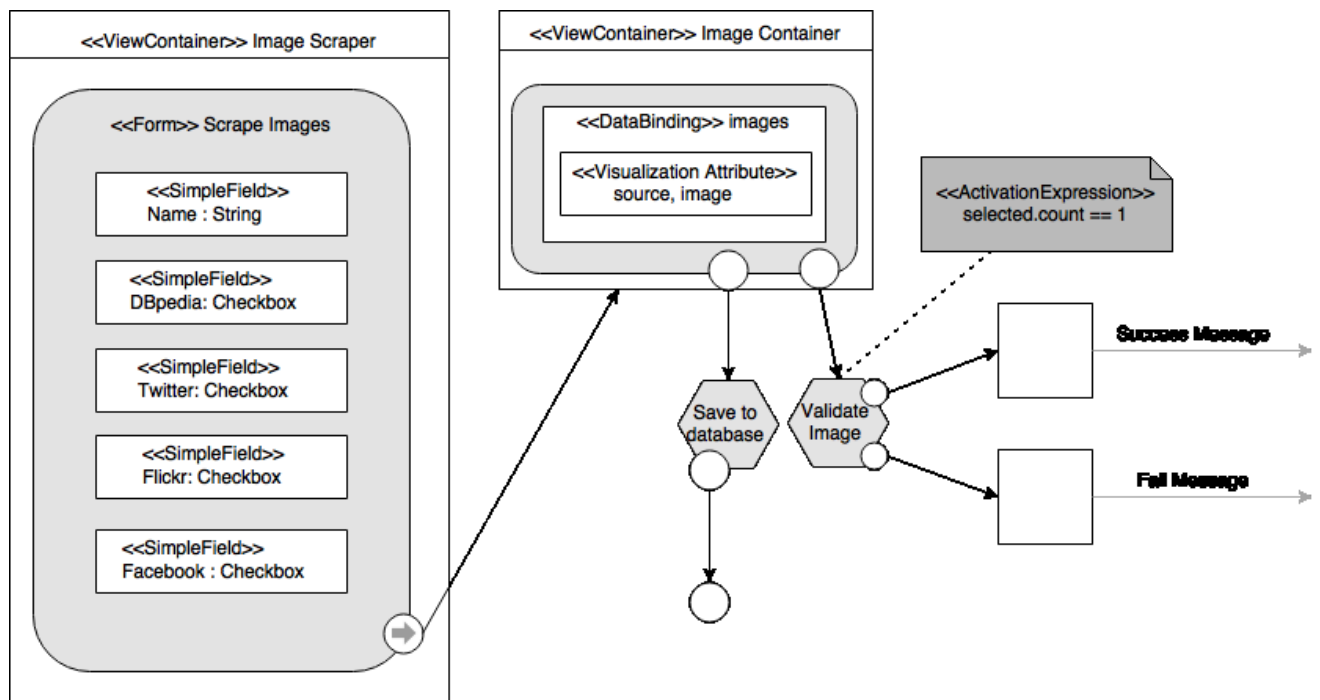 <<ViewContainer>> Image Scraper
<<Form>> Scrape Images
<<SimpleField>>
Name : String
<<SimpleField>>
DBpedia: Checkbox
<<SimpleField>>
Twitter: Checkbox
<<SimpleField>>
Flickr: Checkbox
<<SimpleField>>
Facebook : Checkbox
<<ViewContainer>> Image Container
<<DataBinding>> images
<<Visualization Attribute>>
source, image
<<ActivationExpression>>
selected.count == 1
Save to
database
Validate
Image
Success Message
Fail Message